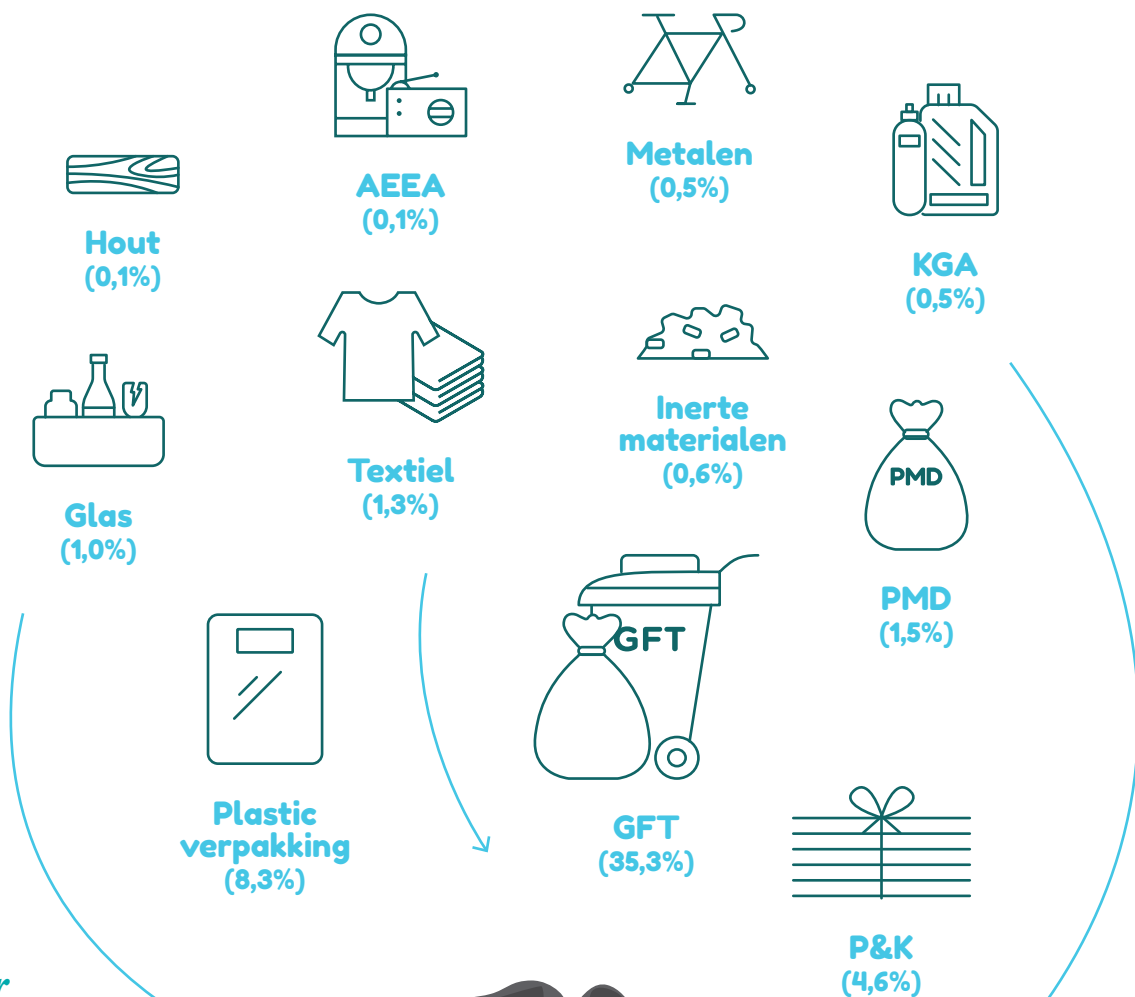 AEEA
(0,1%)
Metalen
(0,5%)
Hout
(0,1%)
KGA
(0,5%)
Textiel
(1,3%)
Inerte
materialen
(0,6%)
Glas
(1,0%)
PMD
PMD
(1,5%)
GFT
GFT
(35,3%)
Plastic
verpakking
(8,3%)
P&K
(4,6%)